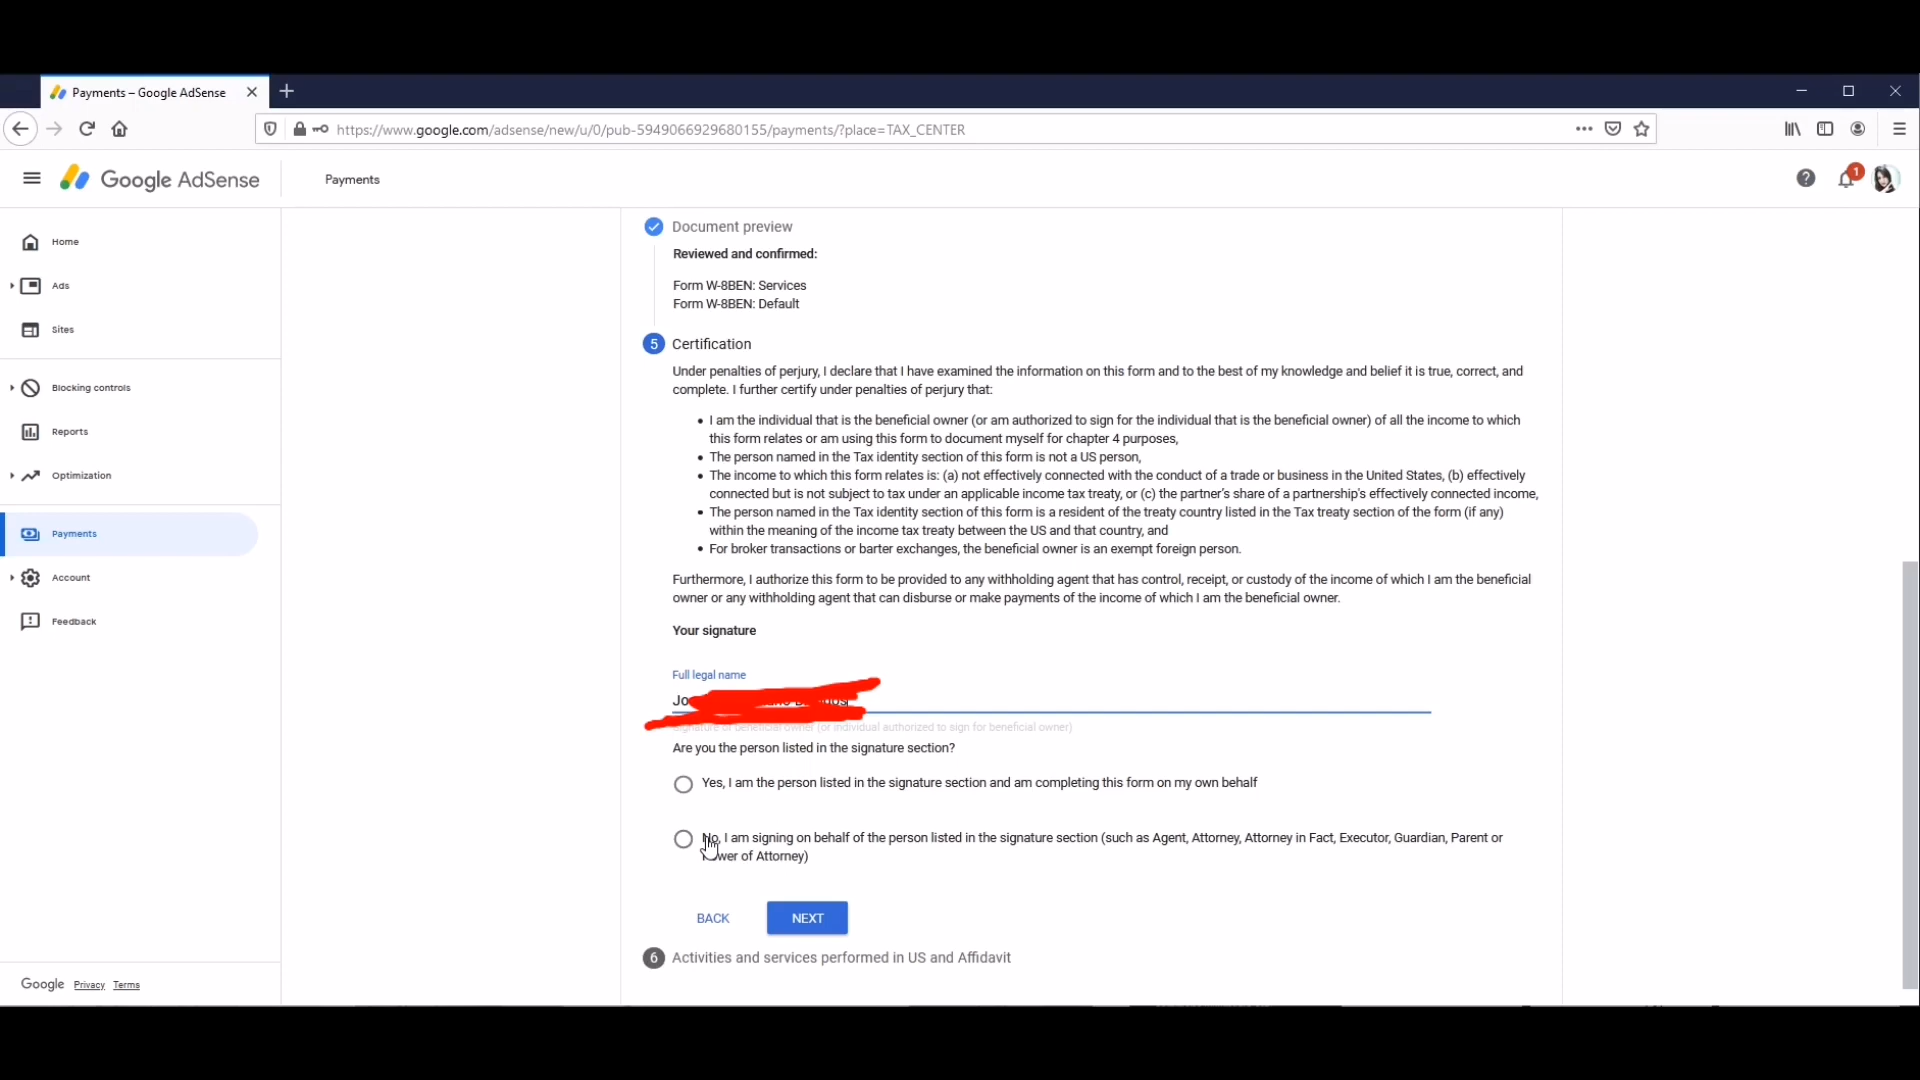 Payments – Google AdSense
https://www.google.com/adsense/new/u/0/pub-5949066929680155/payments/?place=TAX_CENTER
Google AdSense
Payments
1
Home
Ads
Sites
Blocking controls
Reports
Optimization
Payments
Account
Feedback
Google Privacy Terms
Document preview
Reviewed and confirmed:
Form W-8BEN: Services
Form W-8BEN: Default
5 Certification
Under penalties of perjury, I declare that I have examined the information on this form and to the best of my knowledge and belief it is true, correct, and
complete. I further certify under penalties of perjury that:
• I am the individual that is the beneficial owner (or am authorized to sign for the individual that is the beneficial owner) of all the income to which
this form relates or am using this form to document myself for chapter 4 purposes,
• The person named in the Tax identity section of this form is not a US person,
• The income to which this form relates is: (a) not effectively connected with the conduct of a trade or business in the United States, (b) effectively
connected but is not subject to tax under an applicable income tax treaty, or (c) the partner's share of a partnership's effectively connected income,
• The person named in the Tax identity section of this form is a resident of the treaty country listed in the Tax treaty section of the form (if any)
within the meaning of the income tax treaty between the US and that country, and
• For broker transactions or barter exchanges, the beneficial owner is an exempt foreign person.
Furthermore, I authorize this form to be provided to any withholding agent that has control, receipt, or custody of the income of which I am the beneficial
owner or any withholding agent that can disburse or make payments of the income of which I am the beneficial owner.
Your signature
Full legal name
Signature of beneficial owner (or individual authorized to sign for beneficial owner)
Are you the person listed in the signature section?
Yes, I am the person listed in the signature section and am completing this form on my own behalf
No, I am signing on behalf of the person listed in the signature section (such as Agent, Attorney, Attorney in Fact, Executor, Guardian, Parent or
Power of Attorney)
BACK NEXT
6 Activities and services performed in US and Affidavit